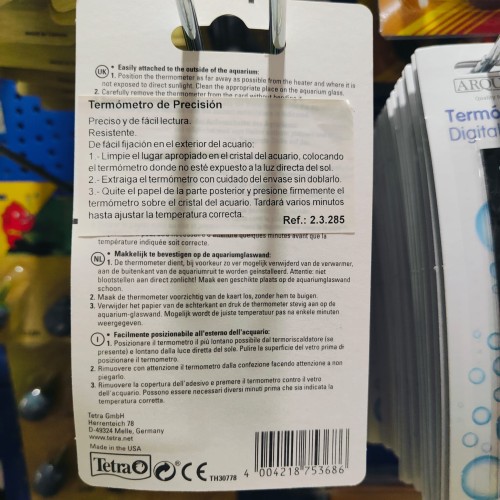 UK • Easily attached to the outside of the aquarium:
1. Position the thermometer as far away as possible from the heater and where it is
not exposed to direct sunlight. Clean the appropriate place on the aquarium glass.
2. Carefully remove the thermometer from the card without bending it.
Termómetro de Precisión
Preciso y de fácil lectura.
Resistente.
De fácil fijación en el exterior del acuario:
1.- Limpie el lugar apropiado en el cristal del acuario, colocando
el termómetro donde no esté expuesto a la luz directa del sol.
2.- Extraiga el termómetro con cuidado del envase sin doblarlo.
3.- Quite el papel de la parte posterior y presione firmemente el
termómetro sobre el cristal del acuario. Tardará varios minutos
hasta ajustar la temperatura correcta.
Ref.: 2.3.285
quelques minutes avant que la
température indiquée soit correcte.
NL • Makkelijk te bevestigen op de aquariumglaswand:
1. De thermometer dient, bij voorkeur zo ver mogelijk verwijderd van de verwarmer,
aan de buitenkant van de aquariumruit te worden geïnstalleerd. Attentie: niet
blootstellen aan direct zonlicht! Maak een geschikte plaats op de aquariumglaswand
schoon.
2. Maak de thermometer voorzichtig van de kaart los, zonder hem te buigen.
3. Verwijder het papier van de achterkant en druk de thermometer stevig aan op de
aquarium-glaswand. Mogelijk wordt de juiste temperatuur pas na enkele minuten
weergegeven.
I • Facilmente posizionabile all'esterno dell'acquario:
1. Posizionare il termometro il più lontano possibile dal termoriscaldatore (se
presente) e lontano dalla luce diretta del sole. Pulire la superficie del vetro prima di
posizionare il termometro.
2. Rimuovere con attenzione il termometro dalla confezione facendo attenzione a non
piegarlo.
3. Rimuovere la copertura dell'adesivo e premere il termometro contro il vetro
dell'acquario. Possono essere necessari diversi minuti prima che sia indicata la
temperatura corretta.
Tetra GmbH
Herrenteich 78
D-49324 Melle, Germany
www.tetra.net
Made in the USA
Tetra CE TH30778
4 004218 753686
ARQU
Termó
Digita